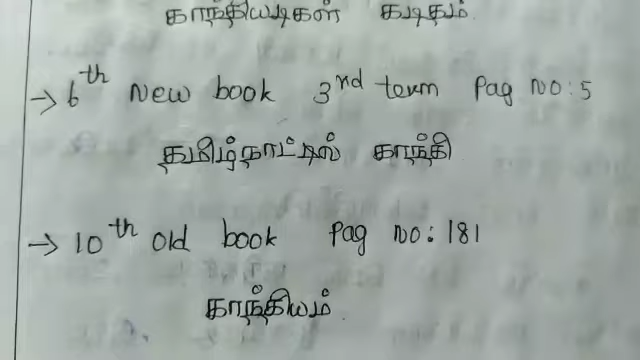 காந்தியடிகள் கடிதம்.
→ 6th New book 3rd term Pag No: 5
தமிழ்நாட்டில் காந்தி
→ 10th old book Pag No: 181
காந்தியம்.